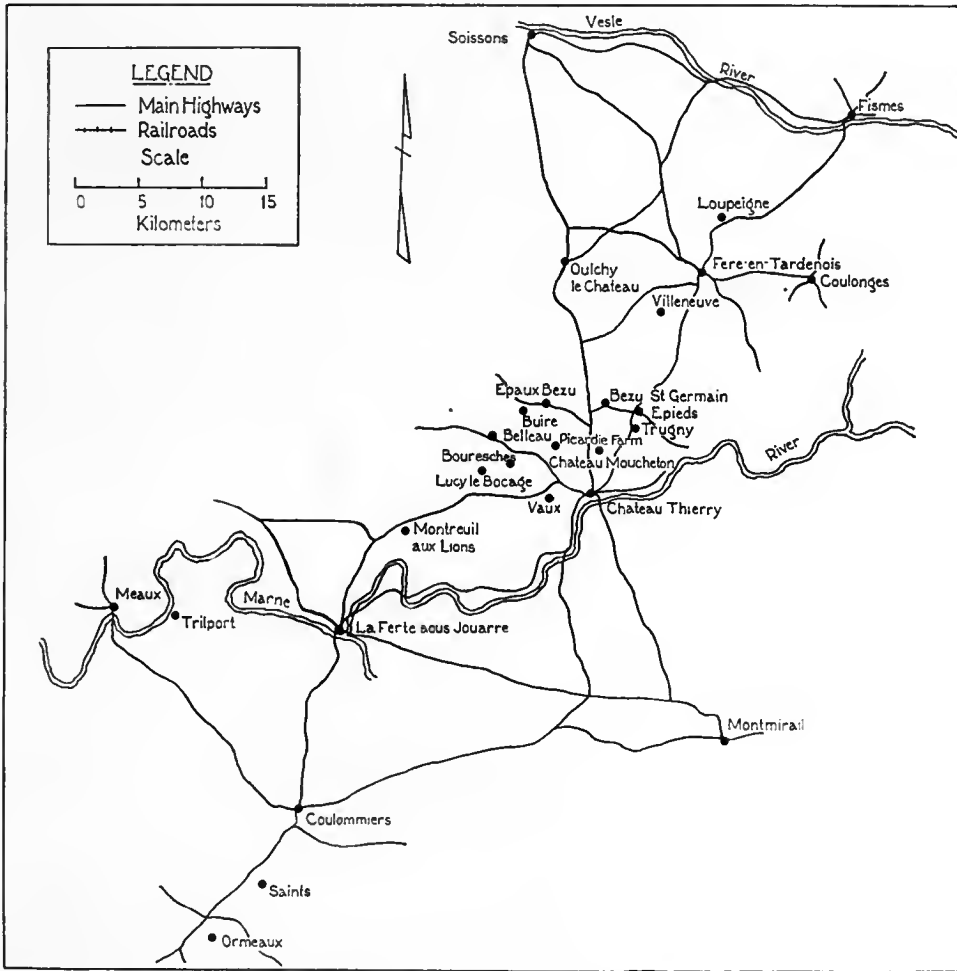 Vesle
Soissons
River
Fismes
LEGEND
Main Highways
Railroads
Scale
0 5 10 15
Kilometers
Loupeigne
Oulchy
le Chateau
Fere-en-Tardenois
Coulonges
Villeneuve
Epaux Bezu
Bezu St Germain
Buire
Epieds
Belleau
Trugny
Picardie Farm
Bouresches
Chateau Moucheton
River
Lucy le Bocage
Vaux
Chateau Thierry
Montreuil
aux Lions
Meaux
Marne
Trilport
La Ferte sous Jouarre
Montmirail
Coulommiers
Saints
Ormeaux